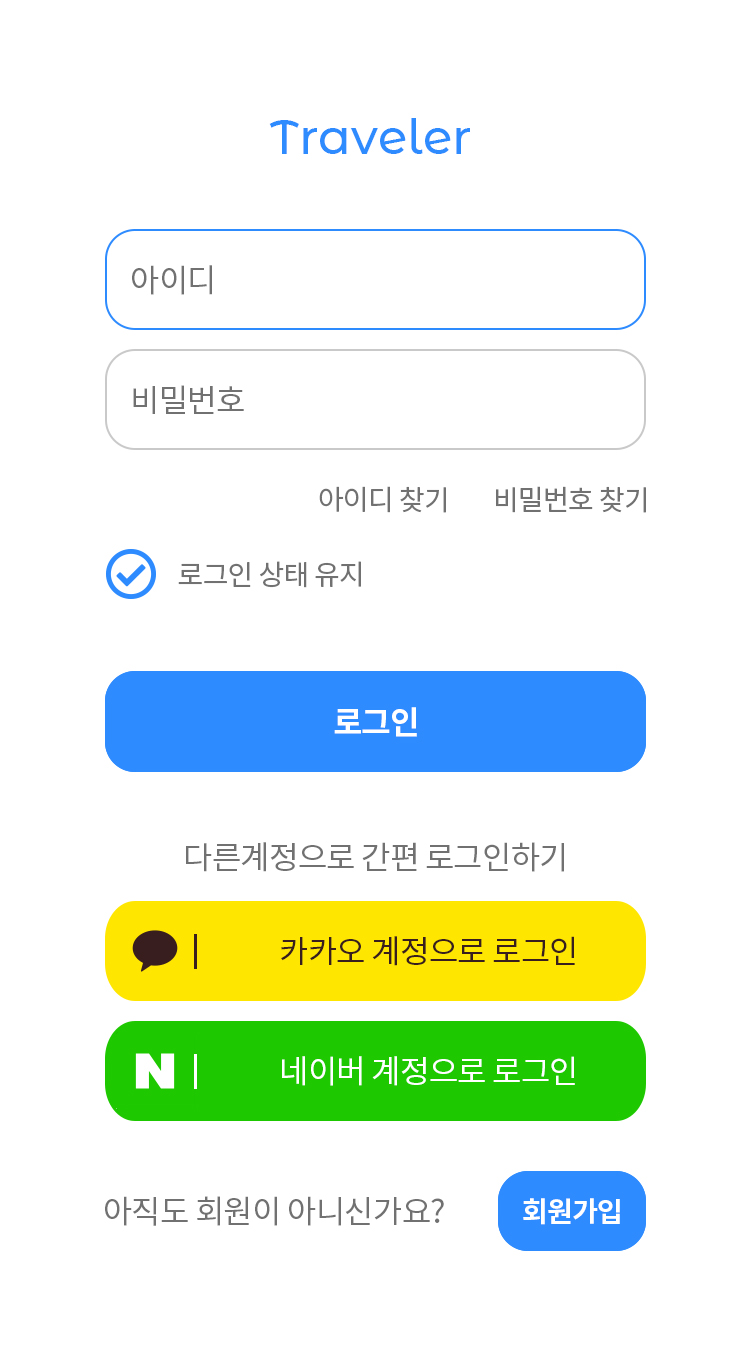 Traveler
아이디
비밀번호
아이디 찾기 비밀번호 찾기
로그인 상태 유지
로그인
다른계정으로 간편 로그인하기
카카오 계정으로 로그인
N 네이버 계정으로 로그인
아직도 회원이 아니신가요? 회원가입